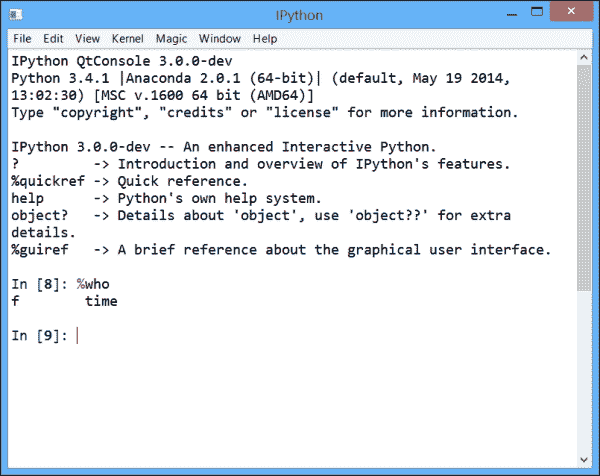 IPython
File Edit View Kernel Magic Window Help
IPython QtConsole 3.0.0-dev
Python 3.4.1 |Anaconda 2.0.1 (64-bit)| (default, May 19 2014,
13:02:30) [MSC v.1600 64 bit (AMD64)]
Type "copyright", "credits" or "license" for more information.
IPython 3.0.0-dev -- An enhanced Interactive Python.
?         -> Introduction and overview of IPython's features.
%quickref -> Quick reference.
help      -> Python's own help system.
object?   -> Details about 'object', use 'object??' for extra
details.
%guiref   -> A brief reference about the graphical user interface.
In [8]: %who
f        time
In [9]: